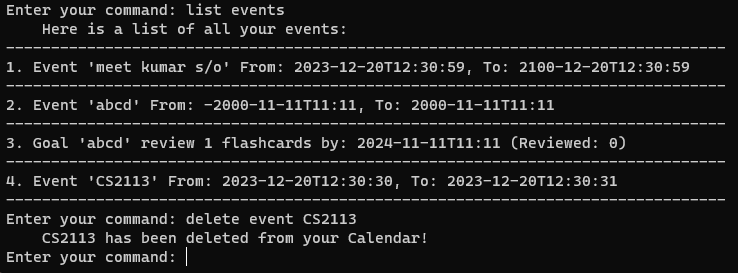 Enter your command: list events
    Here is a list of all your events:
--------------------------------------------------------------------------------
1. Event 'meet kumar s/o' From: 2023-12-20T12:30:59, To: 2100-12-20T12:30:59
--------------------------------------------------------------------------------
2. Event 'abcd' From: -2000-11-11T11:11, To: 2000-11-11T11:11
--------------------------------------------------------------------------------
3. Goal 'abcd' review 1 flashcards by: 2024-11-11T11:11 (Reviewed: 0)
--------------------------------------------------------------------------------
4. Event 'CS2113' From: 2023-12-20T12:30:30, To: 2023-12-20T12:30:31
--------------------------------------------------------------------------------
Enter your command: delete event CS2113
    CS2113 has been deleted from your Calendar!
Enter your command: